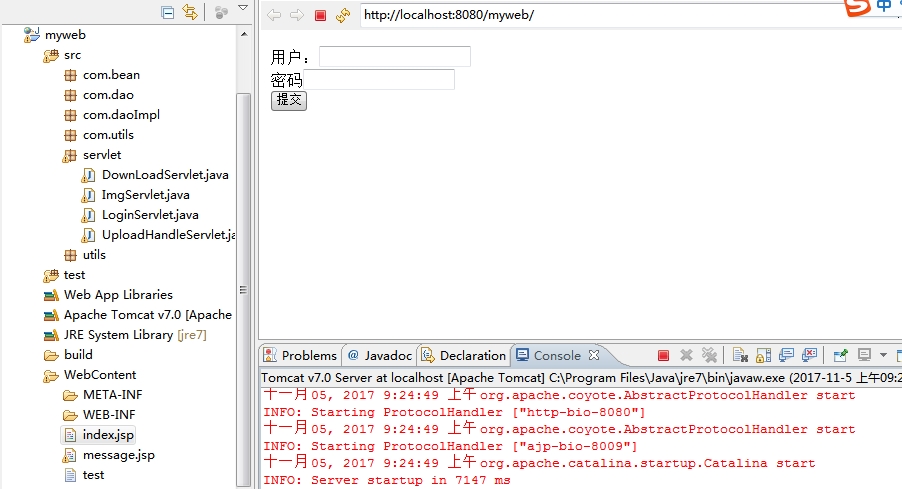 myweb
src
com.bean
com.dao
com.daoImpl
com.utils
servlet
DownLoadServlet.java
ImgServlet.java
LoginServlet.java
UploadHandleServlet.ja
utils
test
Web App Libraries
Apache Tomcat v7.0 [Apache
JRE System Library [jre7]
build
WebContent
META-INF
WEB-INF
index.jsp
message.jsp
test
http://localhost:8080/myweb/
用户：
密码
提交
Problems @ Javadoc Declaration Console
Tomcat v7.0 Server at localhost [Apache Tomcat] C:\Program Files\Java\jre7\bin\javaw.exe (2017-11-5 上午09:2
十一月 05, 2017 9:24:49 上午 org.apache.coyote.AbstractProtocolHandler start
INFO: Starting ProtocolHandler ["http-bio-8080"]
十一月 05, 2017 9:24:49 上午 org.apache.coyote.AbstractProtocolHandler start
INFO: Starting ProtocolHandler ["ajp-bio-8009"]
十一月 05, 2017 9:24:49 上午 org.apache.catalina.startup.Catalina start
INFO: Server startup in 7147 ms